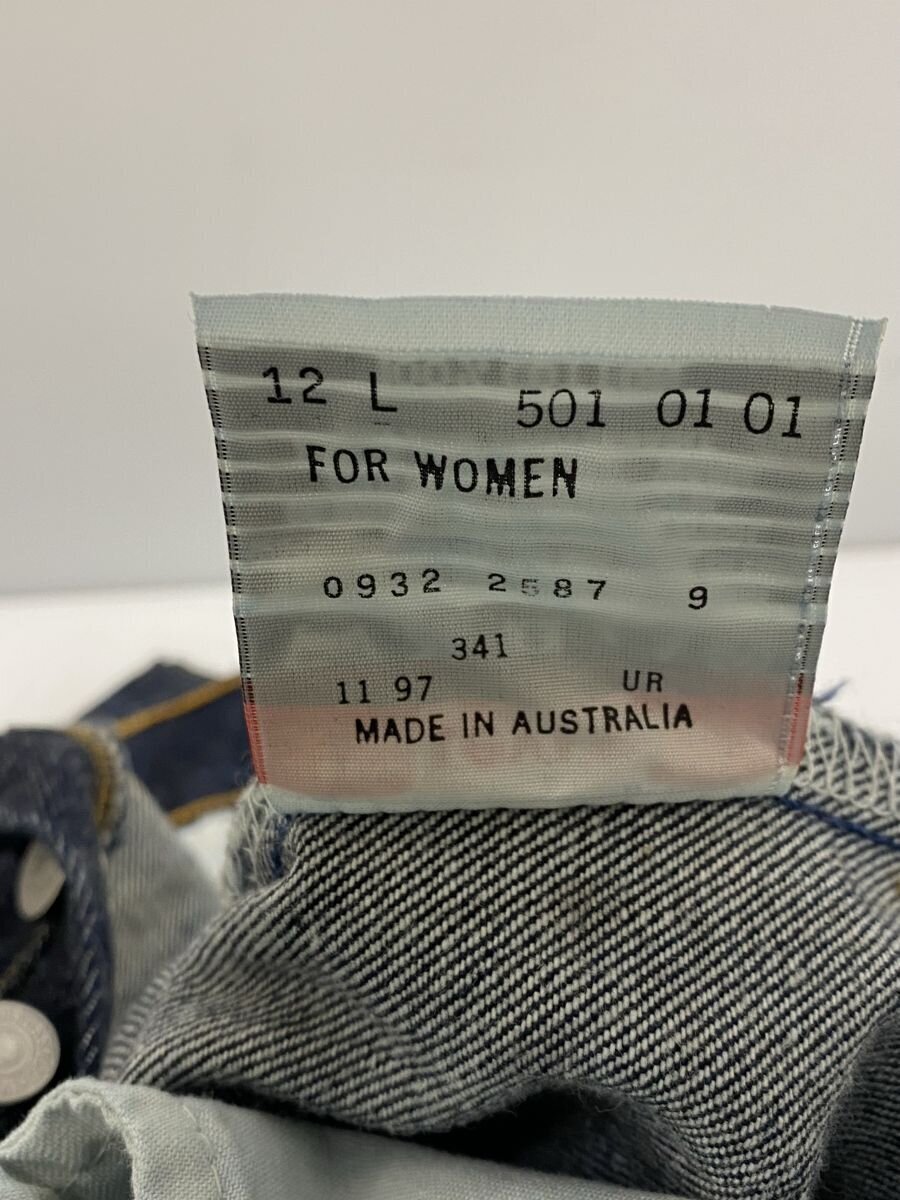 12 L 501 01 01
FOR WOMEN
0932 2587 9
341
11 97 UR
MADE IN AUSTRALIA